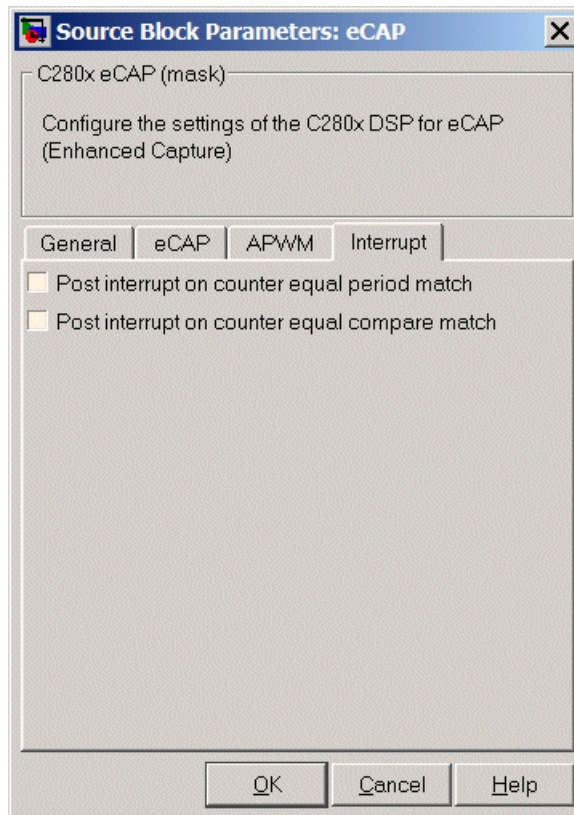 Source Block Parameters: eCAP
C280x eCAP (mask)
Configure the settings of the C280x DSP for eCAP
(Enhanced Capture)
General eCAP APWM Interrupt
Post interrupt on counter equal period match
Post interrupt on counter equal compare match
OK Cancel Help